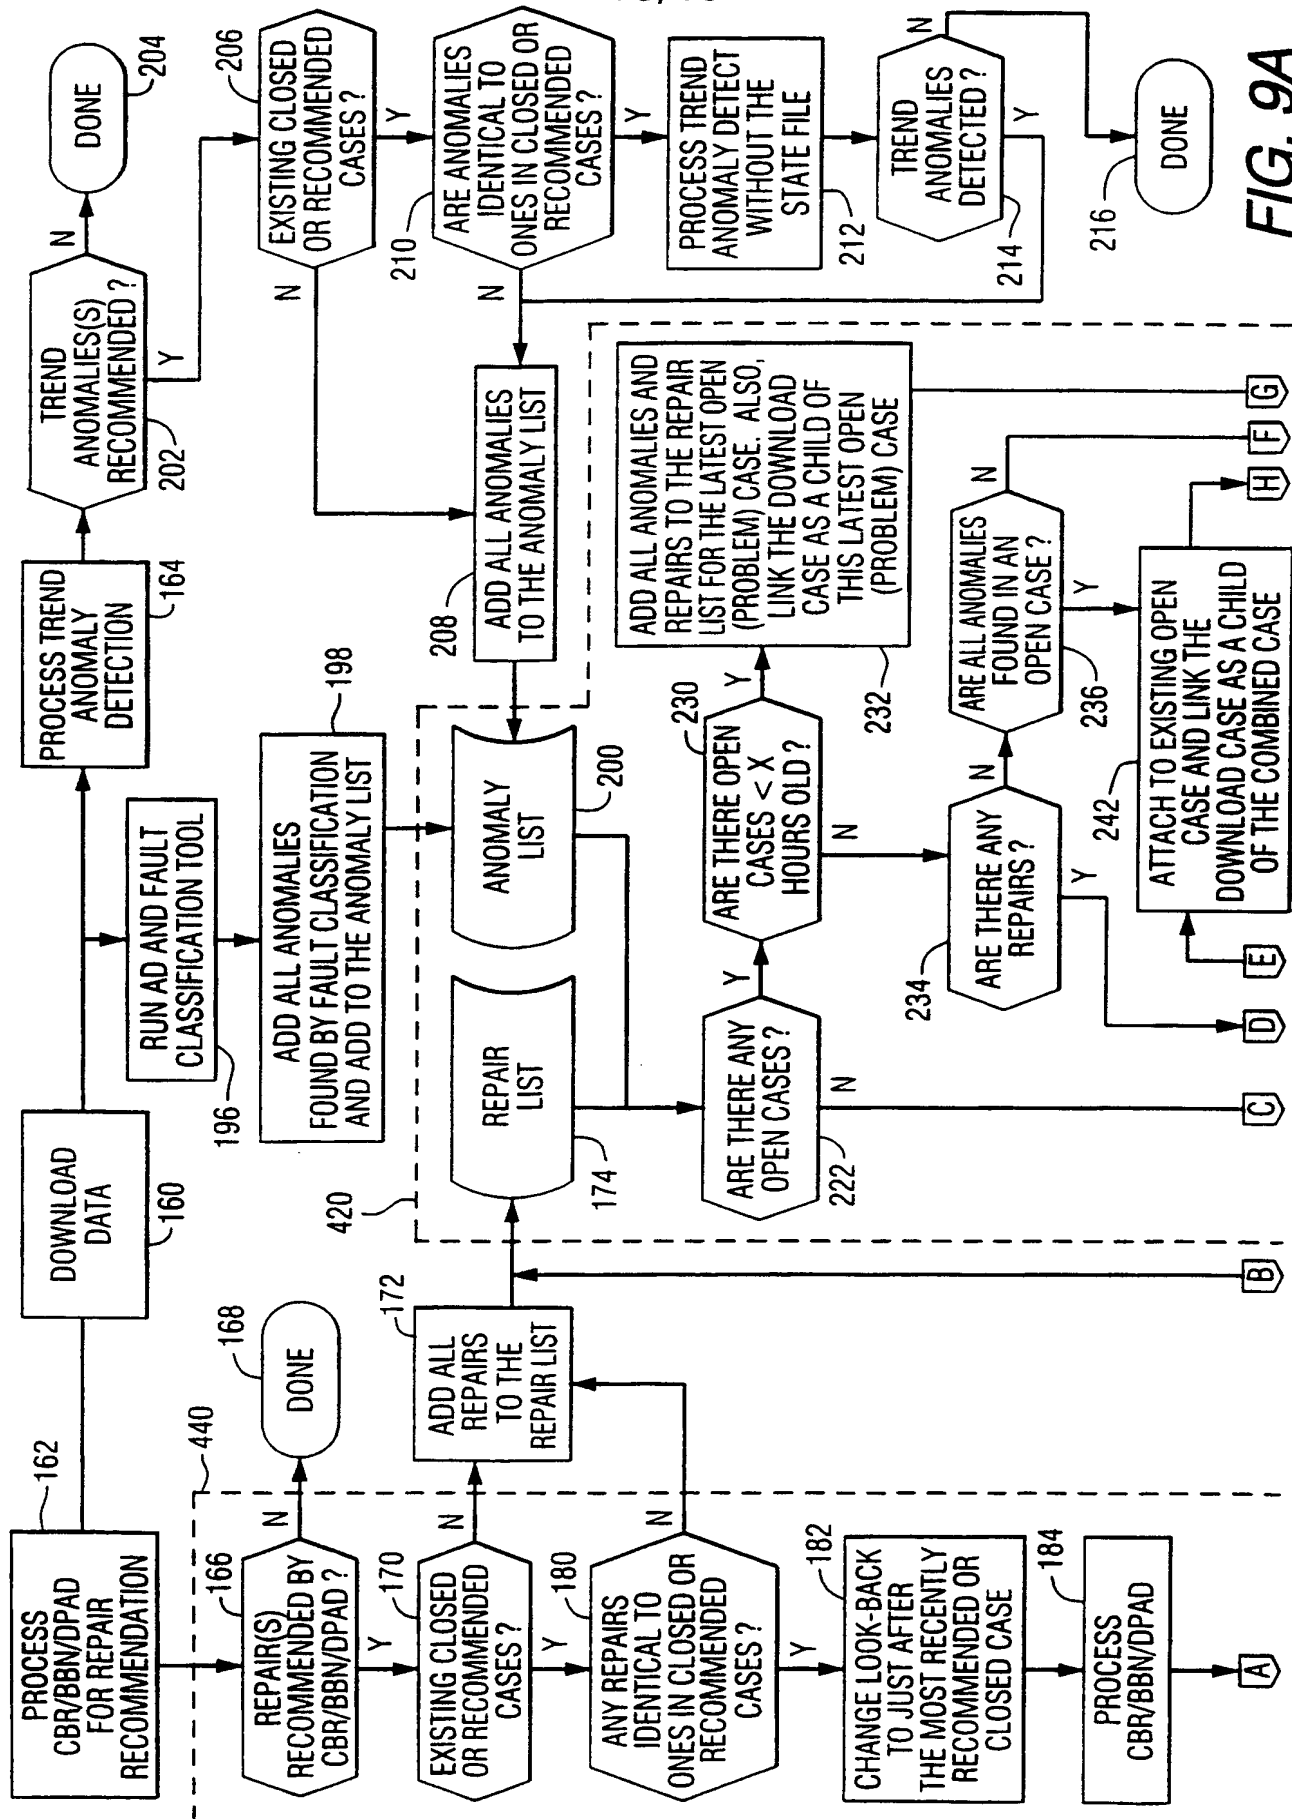 162
PROCESS
CBR/BBN/DPAD
FOR REPAIR
RECOMMENDATION
440
166
REPAIR(S)
RECOMMENDED BY
CBR/BBN/DPAD ?
N
DONE
168
Y
170
EXISTING CLOSED
OR RECOMMENDED
CASES ?
N
ADD ALL
REPAIRS
TO THE
REPAIR LIST
172
Y
180
ANY REPAIRS
IDENTICAL TO
ONES IN CLOSED OR
RECOMMENDED
CASES ?
N
Y
182
CHANGE LOOK-BACK
TO JUST AFTER
THE MOST RECENTLY
RECOMMENDED OR
CLOSED CASE
184
PROCESS
CBR/BBN/DPAD
A
B
DOWNLOAD
DATA
160
RUN AD AND FAULT
CLASSIFICATION TOOL
196
ADD ALL ANOMALIES
FOUND BY FAULT CLASSIFICATION
AND ADD TO THE ANOMALY LIST
198
PROCESS TREND
ANOMALY
DETECTION
164
TREND
ANOMALIES(S)
RECOMMENDED ?
202
N
DONE
204
Y
EXISTING CLOSED
OR RECOMMENDED
CASES ?
206
N
Y
ARE ANOMALIES
IDENTICAL TO
ONES IN CLOSED OR
RECOMMENDED
CASES ?
210
N
Y
PROCESS TREND
ANOMALY DETECT
WITHOUT THE
STATE FILE
212
TREND
ANOMALIES
DETECTED ?
214
N
Y
DONE
216
ADD ALL ANOMALIES
TO THE ANOMALY LIST
208
420
REPAIR
LIST
174
ANOMALY
LIST
200
ARE THERE ANY
OPEN CASES ?
222
N
Y
ARE THERE OPEN
CASES < X
HOURS OLD ?
230
Y
N
ADD ALL ANOMALIES AND
REPAIRS TO THE REPAIR
LIST FOR THE LATEST OPEN
(PROBLEM) CASE. ALSO,
LINK THE DOWNLOAD
CASE AS A CHILD OF
THIS LATEST OPEN
(PROBLEM) CASE
232
ARE THERE ANY
REPAIRS ?
234
N
Y
ARE ALL ANOMALIES
FOUND IN AN
OPEN CASE ?
236
N
Y
ATTACH TO EXISTING OPEN
CASE AND LINK THE
DOWNLOAD CASE AS A CHILD
OF THE COMBINED CASE
242
C
D
E
H
F
G
FIG. 9A